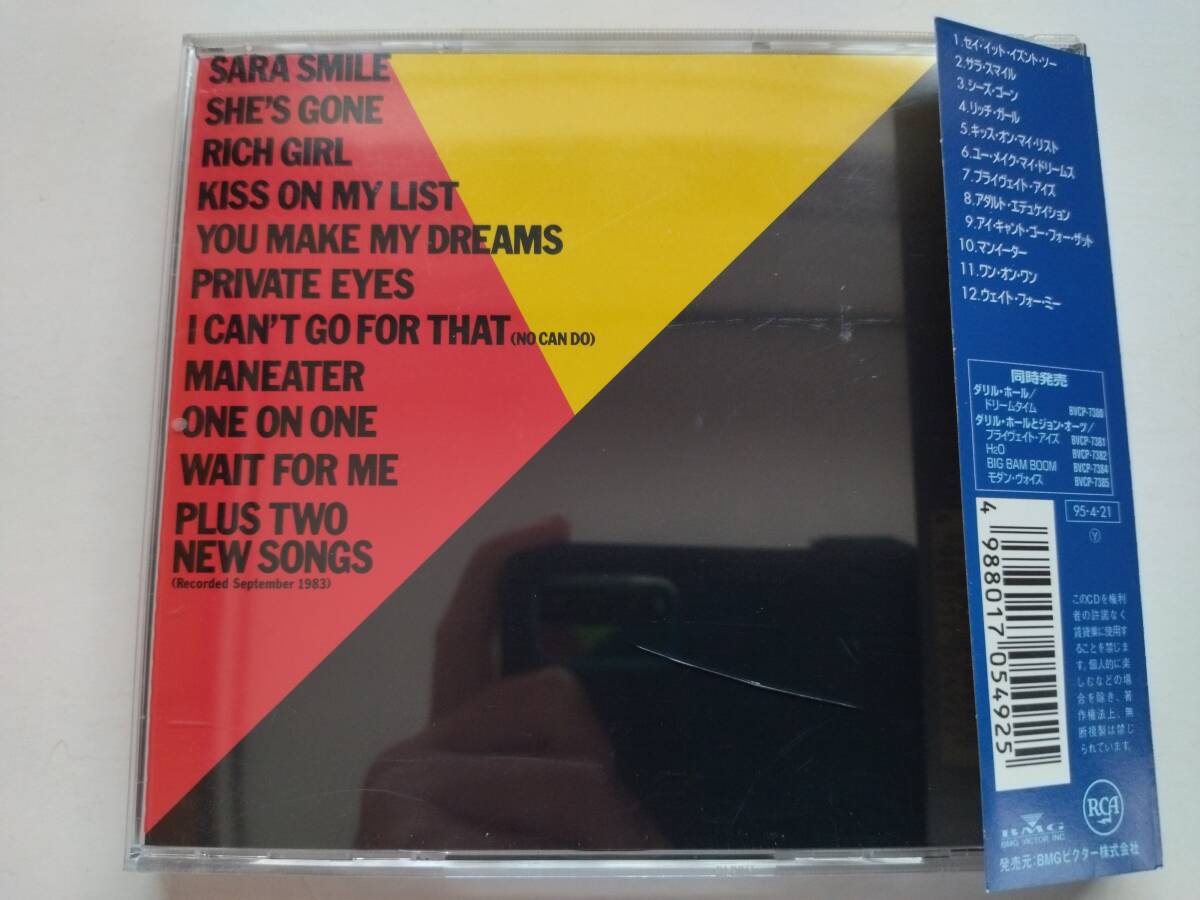 SARA SMILE
SHE'S GONE
RICH GIRL
KISS ON MY LIST
YOU MAKE MY DREAMS
PRIVATE EYES
I CAN'T GO FOR THAT (NO CAN DO)
MANEATER
ONE ON ONE
WAIT FOR ME
PLUS TWO
NEW SONGS
(Recorded September 1983)
1.セイ・イット・イズント・ソー
2.サラ・スマイル
3.シーズ・ゴーン
4.リッチ・ガール
5.キッス・オン・マイ・リスト
6.ユー・メイク・マイ・ドリームス
7.プライヴェイト・アイズ
8.アダルト・エデュケイション
9.アイ・キャント・ゴー・フォー・ザット
10.マンイーター
11.ワン・オン・ワン
12.ウェイト・フォー・ミー
同時発売
ダリル・ホール/
ドリームタイム BVCP-7380
ダリル・ホールとジョン・オーツ/
プライヴェイト・アイズ BVCP-7381
H2O BVCP-7382
BIG BAM BOOM BVCP-7384
モダン・ヴォイス BVCP-7385
95-4-21
Y
4 988017 054925
このCDを権利
者の許諾なく
賃貸業に使用す
ることを禁じま
す。個人的に楽
しむなどの場
合を除き、著
作権法上、無
断複製は禁じ
られています。
BMG
BMG VICTOR INC.
RCA
発売元:BMGビクター株式会社